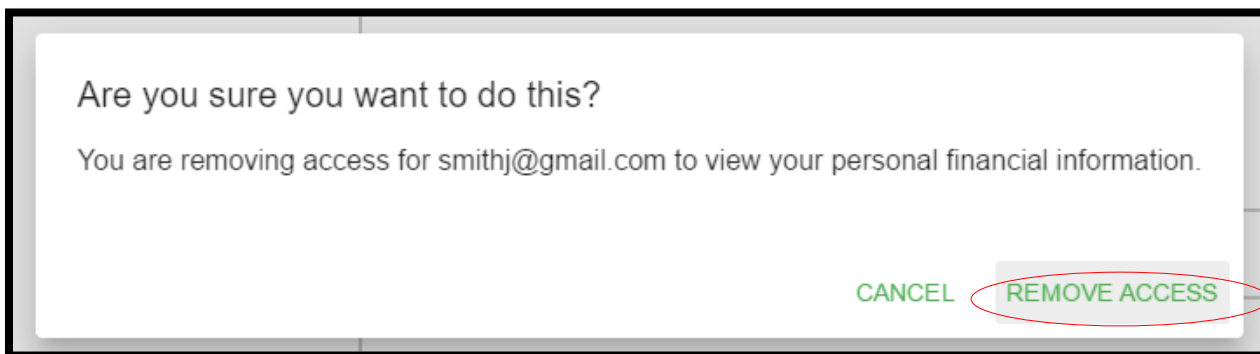 Are you sure you want to do this?
You are removing access for smithj@gmail.com to view your personal financial information.
CANCEL REMOVE ACCESS